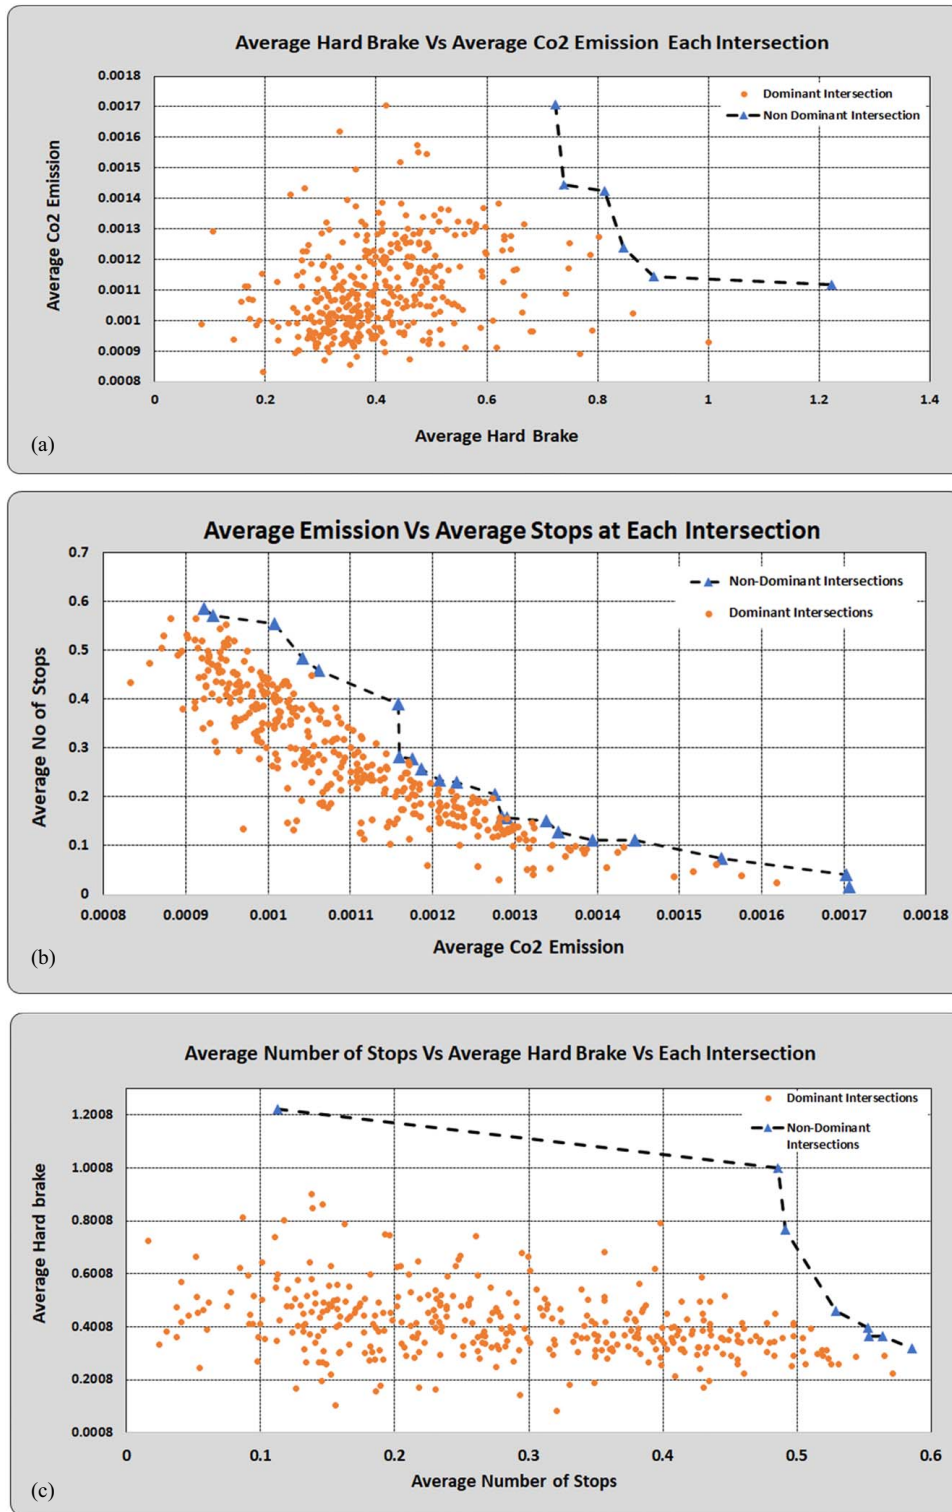 Average Hard Brake Vs Average Co2 Emission Each Intersection
0.0018
0.0017
0.0016
0.0015
0.0014
0.0013
0.0012
0.0011
0.001
0.0009
0.0008
Average Co2 Emission
Dominant Intersection
Non Dominant Intersection
0 0.2 0.4 0.6 0.8 1 1.2 1.4
Average Hard Brake
(a)
Average Emission Vs Average Stops at Each Intersection
0.7
0.6
0.5
0.4
0.3
0.2
0.1
0
Average No of Stops
Non-Dominant Intersections
Dominant Intersections
0.0008 0.0009 0.001 0.0011 0.0012 0.0013 0.0014 0.0015 0.0016 0.0017 0.0018
Average Co2 Emission
(b)
Average Number of Stops Vs Average Hard Brake Vs Each Intersection
1.2008
1.0008
0.8008
0.6008
0.4008
0.2008
0.0008
Average Hard brake
Dominant Intersections
Non-Dominant
Intersections
0 0.1 0.2 0.3 0.4 0.5 0.6
Average Number of Stops
(c)